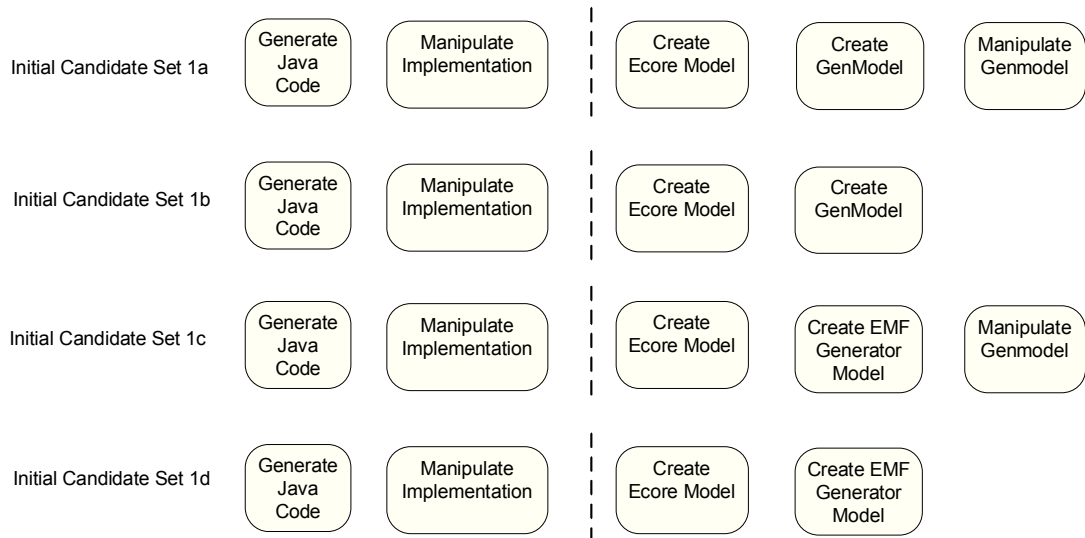 Initial Candidate Set 1a
Generate
Java
Code
Manipulate
Implementation
Create
Ecore Model
Create
GenModel
Manipulate
Genmodel
Initial Candidate Set 1b
Generate
Java
Code
Manipulate
Implementation
Create
Ecore Model
Create
GenModel
Initial Candidate Set 1c
Generate
Java
Code
Manipulate
Implementation
Create
Ecore Model
Create EMF
Generator
Model
Manipulate
Genmodel
Initial Candidate Set 1d
Generate
Java
Code
Manipulate
Implementation
Create
Ecore Model
Create EMF
Generator
Model